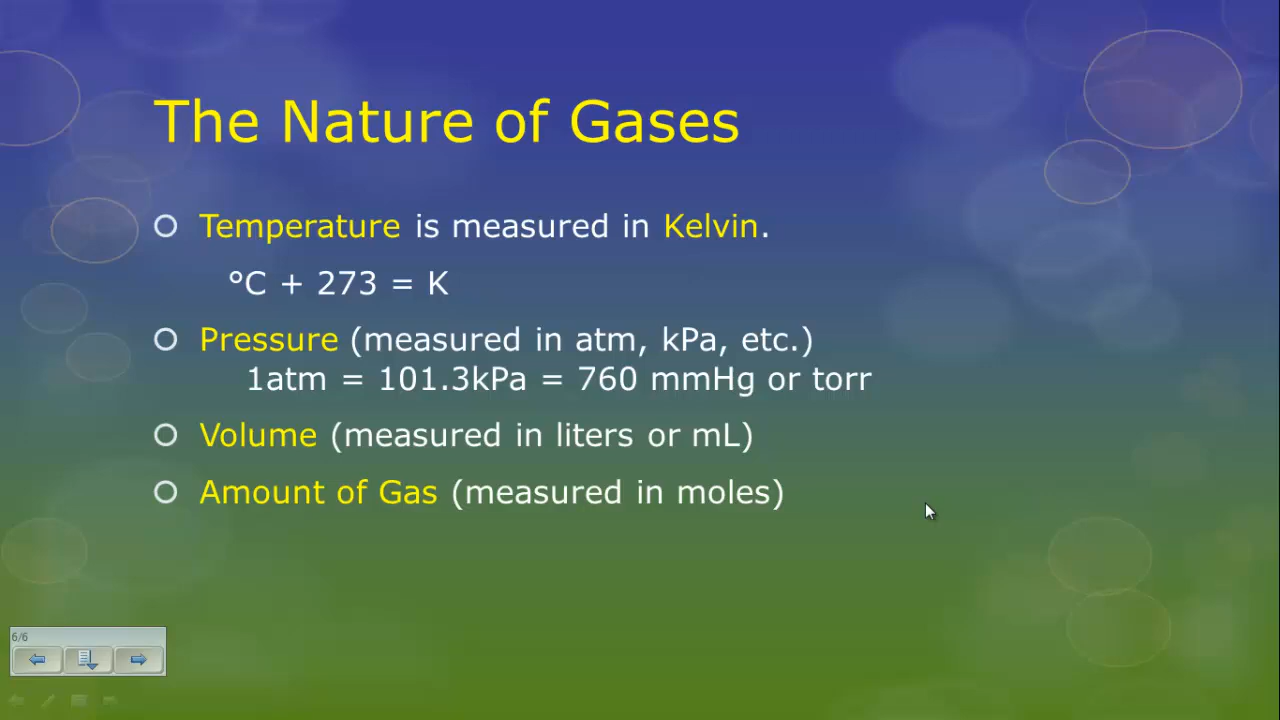 The Nature of Gases
Temperature is measured in Kelvin.
°C + 273 = K
Pressure (measured in atm, kPa, etc.)
1atm = 101.3kPa = 760 mmHg or torr
Volume (measured in liters or mL)
Amount of Gas (measured in moles)
6/6